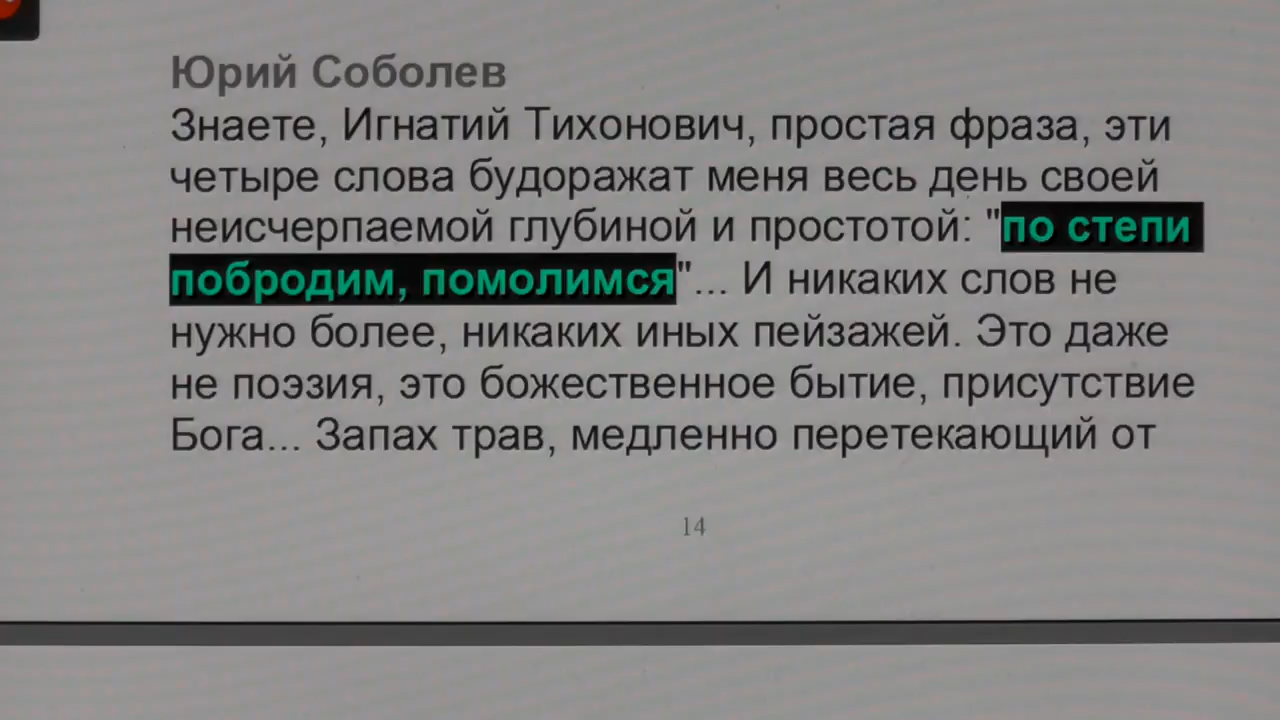 Юрий Соболев
Знаете, Игнатий Тихонович, простая фраза, эти
четыре слова будоражат меня весь день своей
неисчерпаемой глубиной и простотой: "по степи
побродим, помолимся"... И никаких слов не
нужно более, никаких иных пейзажей. Это даже
не поэзия, это божественное бытие, присутствие
Бога... Запах трав, медленно перетекающий от
14